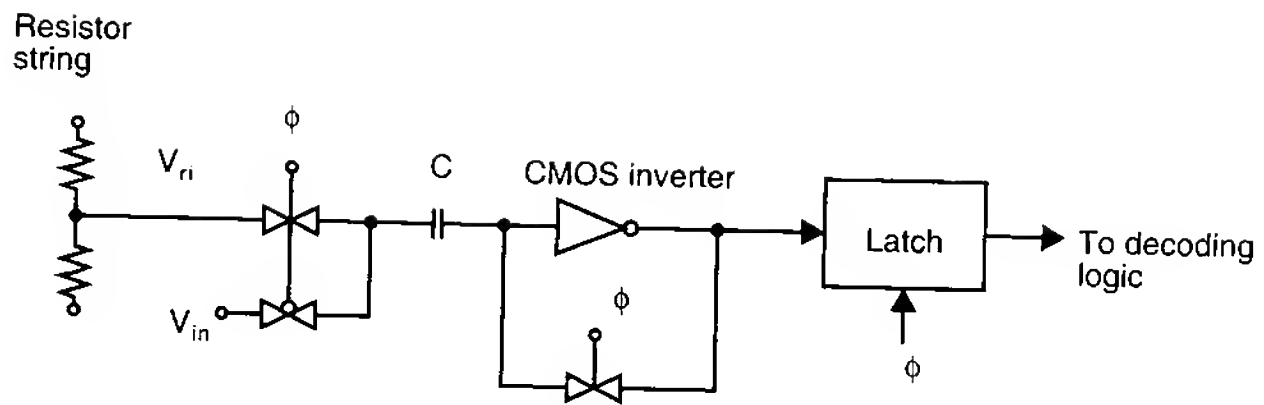 Resistor
string
ϕ
V_ri
C
CMOS inverter
Latch
To decoding
logic
V_in
ϕ
ϕ